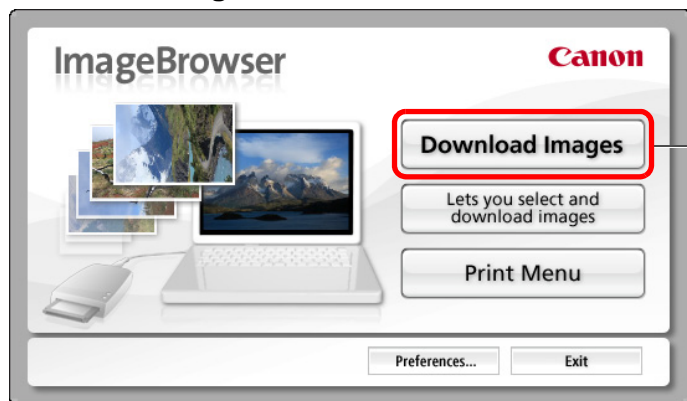 ImageBrowser
Canon
Download Images
Lets you select and
download images
Print Menu
Preferences...
Exit